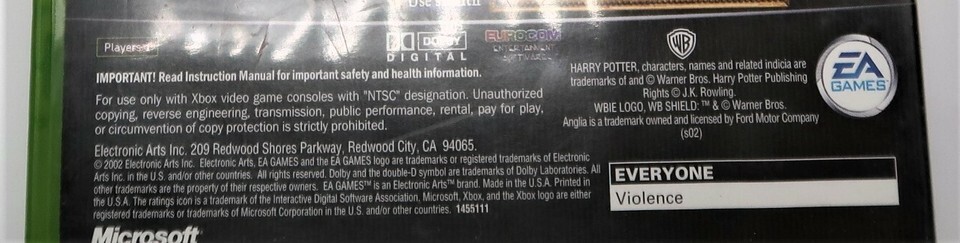 Players 1
DOLBY
DIGITAL
EUROCOM
ENTERTAINMENT
SOFTWARE
WB
EA
GAMES™
IMPORTANT! Read Instruction Manual for important safety and health information.
For use only with Xbox video game consoles with "NTSC" designation. Unauthorized
copying, reverse engineering, transmission, public performance, rental, pay for play,
or circumvention of copy protection is strictly prohibited.
HARRY POTTER, characters, names and related indicia are
trademarks of and © Warner Bros. Harry Potter Publishing
Rights © J.K. Rowling.
WBIE LOGO, WB SHIELD: ™ & © Warner Bros.
Anglia is a trademark owned and licensed by Ford Motor Company
(s02)
Electronic Arts Inc. 209 Redwood Shores Parkway, Redwood City, CA 94065.
© 2002 Electronic Arts Inc. Electronic Arts, EA GAMES and the EA GAMES logo are trademarks or registered trademarks of Electronic
Arts Inc. in the U.S. and/or other countries. All rights reserved. Dolby and the double-D symbol are trademarks of Dolby Laboratories. All
other trademarks are the property of their respective owners. EA GAMES™ is an Electronic Arts™ brand. Made in the U.S.A. Printed in
the U.S.A. The ratings icon is a trademark of the Interactive Digital Software Association, Microsoft, Xbox, and the Xbox logo are either
registered trademarks or trademarks of Microsoft Corporation in the U.S. and/or other countries. 1455111
EVERYONE
Violence
Microsoft